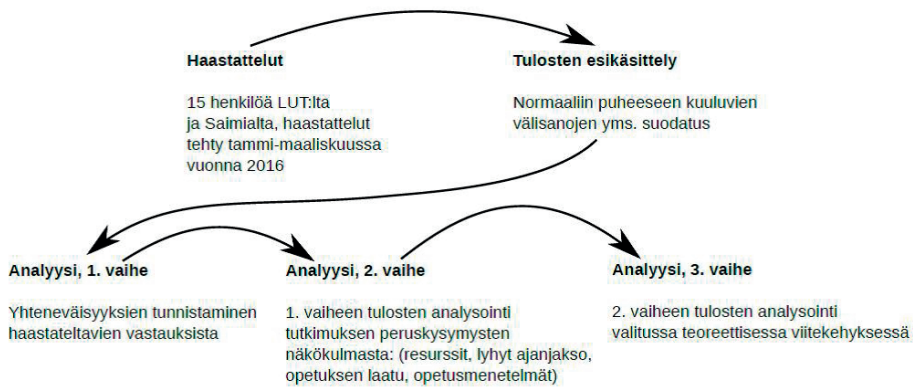 Haastattelut
15 henkilöä LUT:lta
ja Saimialta, haastattelut
tehty tammi-maaliskuussa
vuonna 2016
Tulosten esikäsittely
Normaaliin puheeseen kuuluvien
välisanojen yms. suodatus
Analyysi, 1. vaihe
Yhteneväisyyksien tunnistaminen
haastateltavien vastauksista
Analyysi, 2. vaihe
1. vaiheen tulosten analysointi
tutkimuksen peruskysymysten
näkökulmasta: (resurssit, lyhyt ajanjakso,
opetuksen laatu, opetusmenetelmät)
Analyysi, 3. vaihe
2. vaiheen tulosten analysointi
valitussa teoreettisessa viitekehyksessä